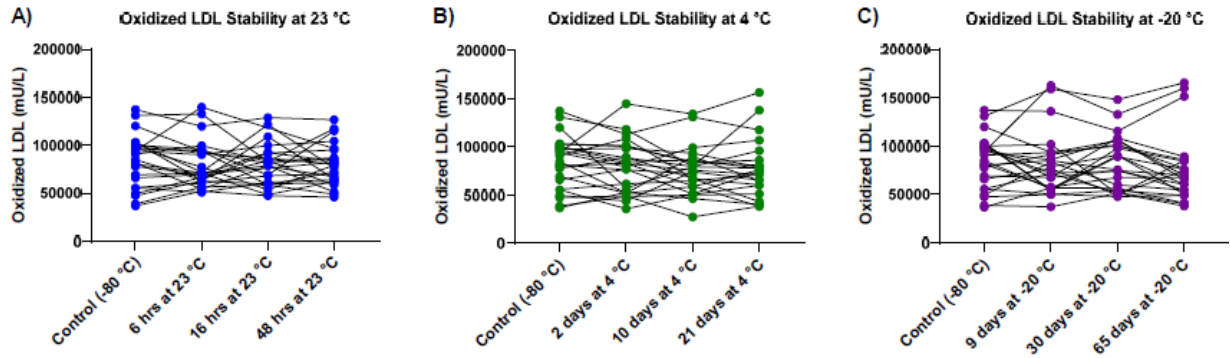 A) Oxidized LDL Stability at 23 °C
Oxidized LDL (mU/L)
200000
150000
100000
50000
0
Control (-80 °C)
6 hrs at 23 °C
16 hrs at 23 °C
48 hrs at 23 °C
B) Oxidized LDL Stability at 4 °C
Oxidized LDL (mU/L)
200000
150000
100000
50000
0
Control (-80 °C)
2 days at 4 °C
10 days at 4 °C
21 days at 4 °C
C) Oxidized LDL Stability at -20 °C
Oxidized LDL (mU/L)
200000
150000
100000
50000
0
Control (-80 °C)
9 days at -20 °C
30 days at -20 °C
65 days at -20 °C